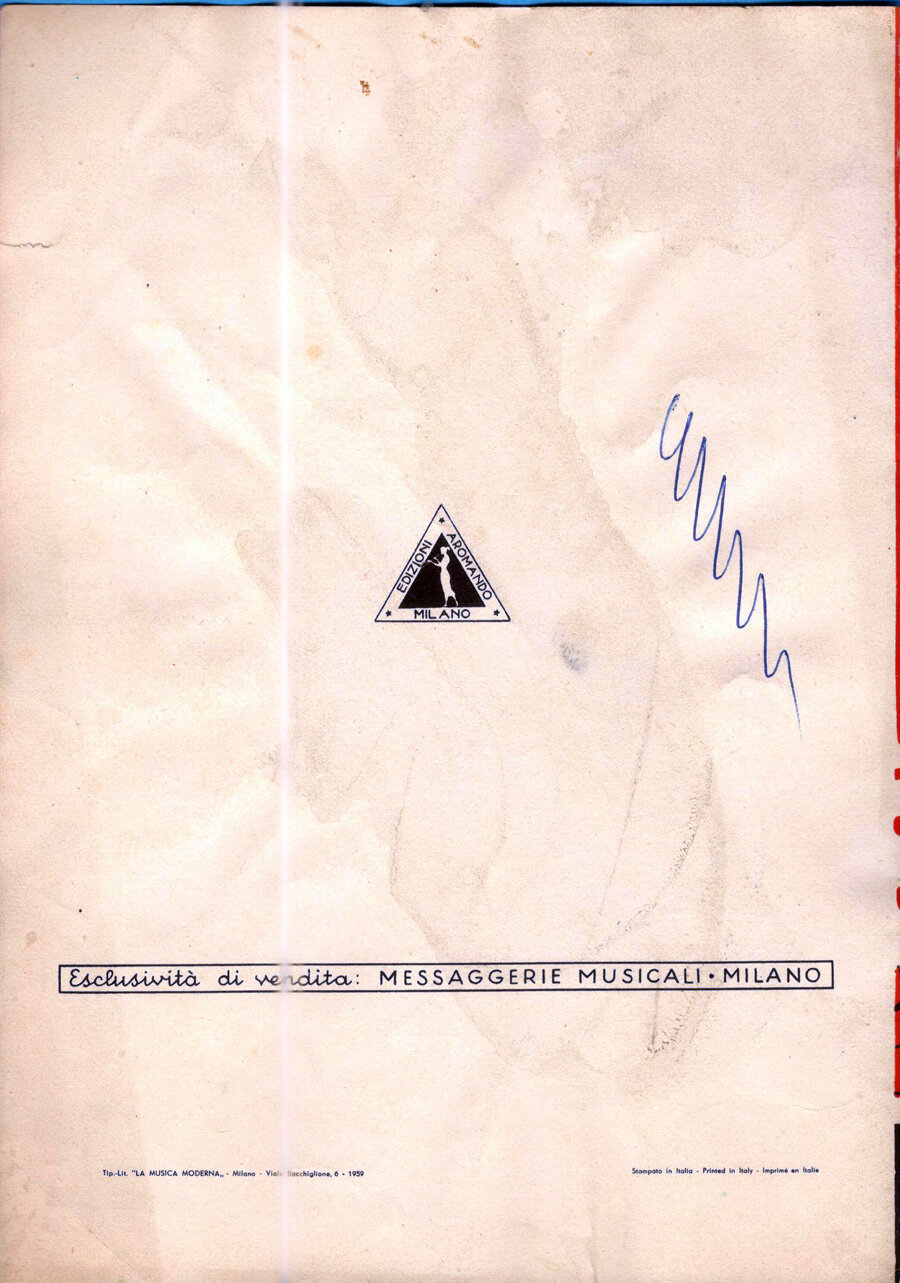 EDIZIONI AROMANDO
MILANO
Esclusività di vendita: MESSAGGERIE MUSICALI • MILANO
Tip.-Lit. "LA MUSICA MODERNA„ - Milano - Viale Bacchiglione, 6 - 1959
Stampato in Italia - Printed in Italy - Imprimé en Italie